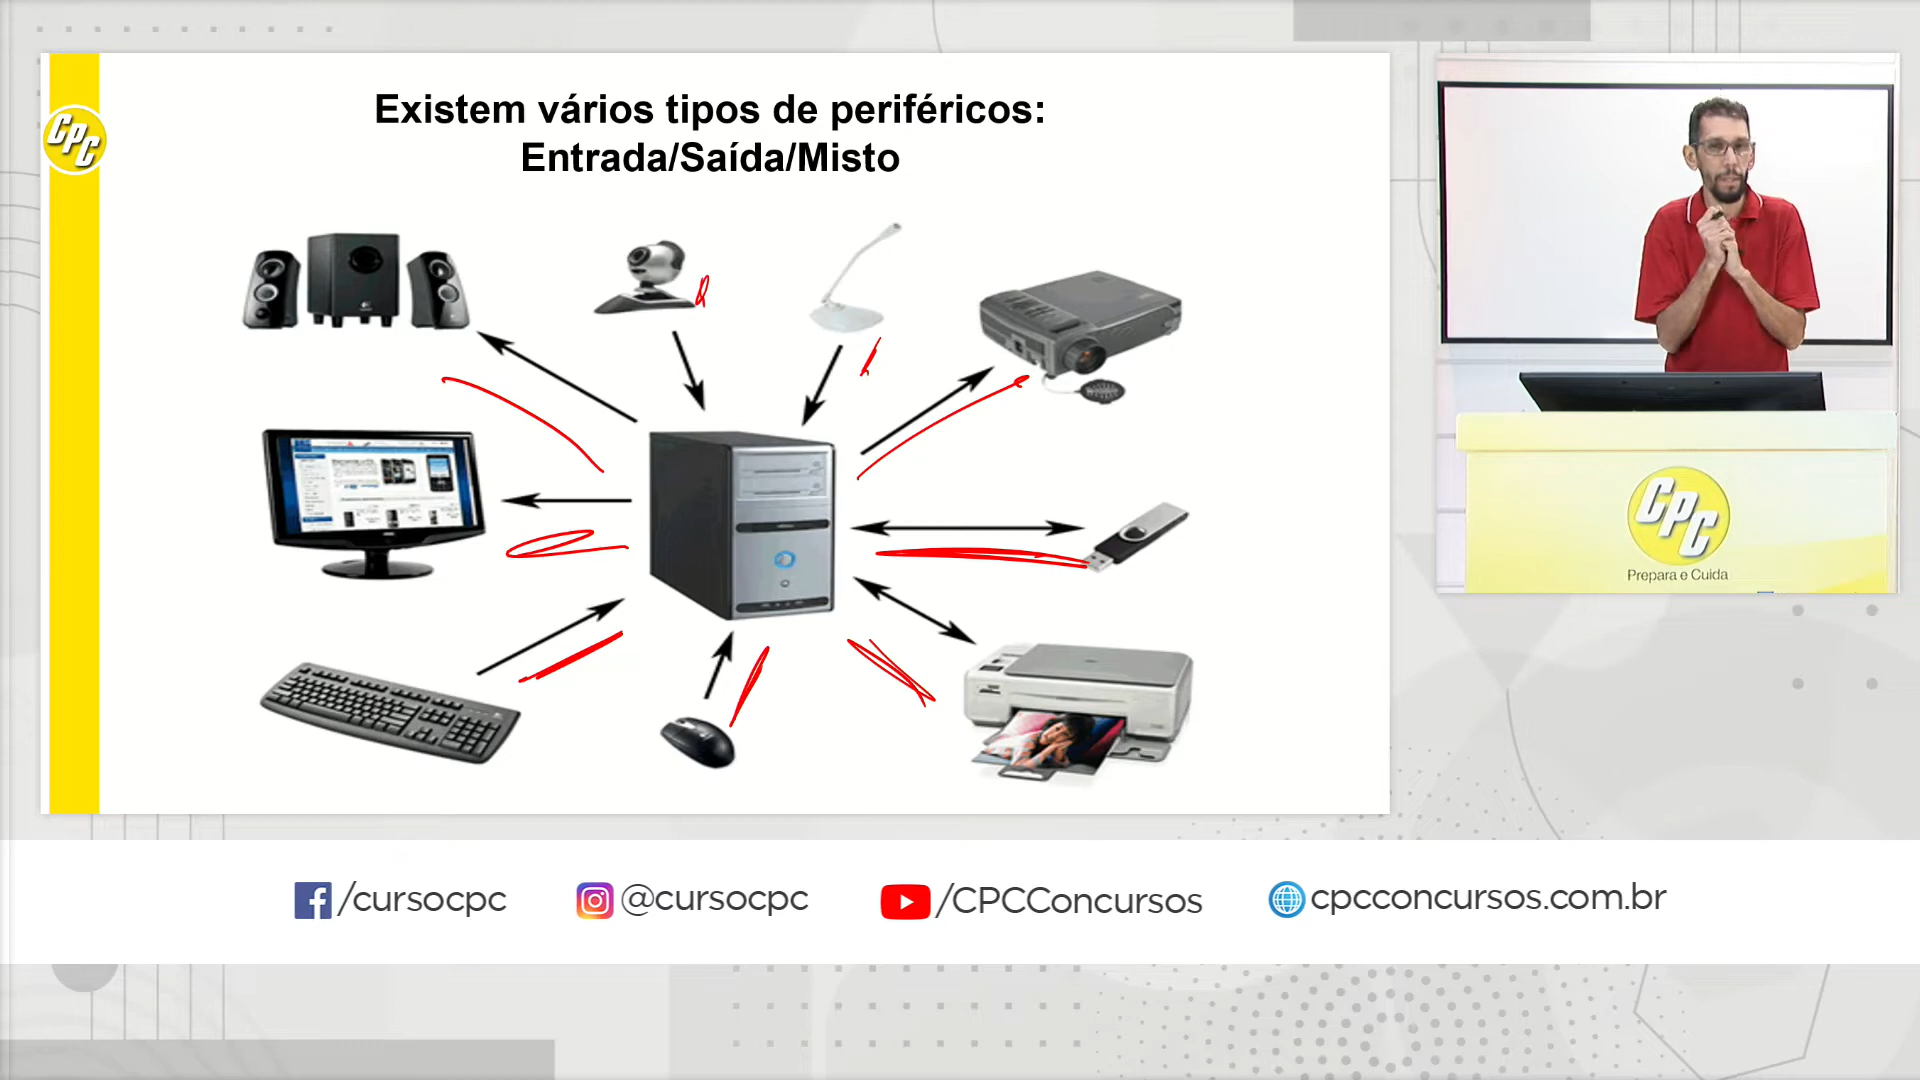 Existem vários tipos de periféricos:
Entrada/Saída/Misto
CPC
CPC
Prepara e Cuida
/cursocpc
@cursocpc
/CPCConcursos
cpcconcursos.com.br